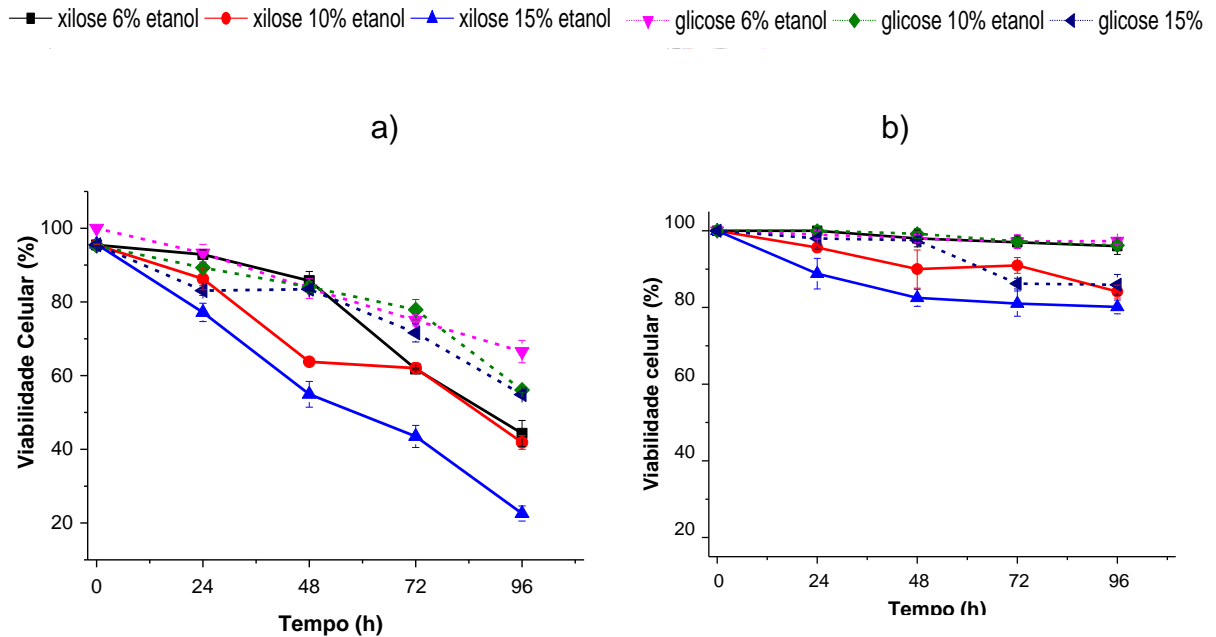 xilose 6% etanol xilose 10% etanol xilose 15% etanol glicose 6% etanol glicose 10% etanol glicose 15%
a)
b)
Viabilidade Celular (%)
100
80
60
40
20
0 24 48 72 96
Tempo (h)
Viabilidade celular (%)
100
80
60
40
20
0 24 48 72 96
Tempo (h)